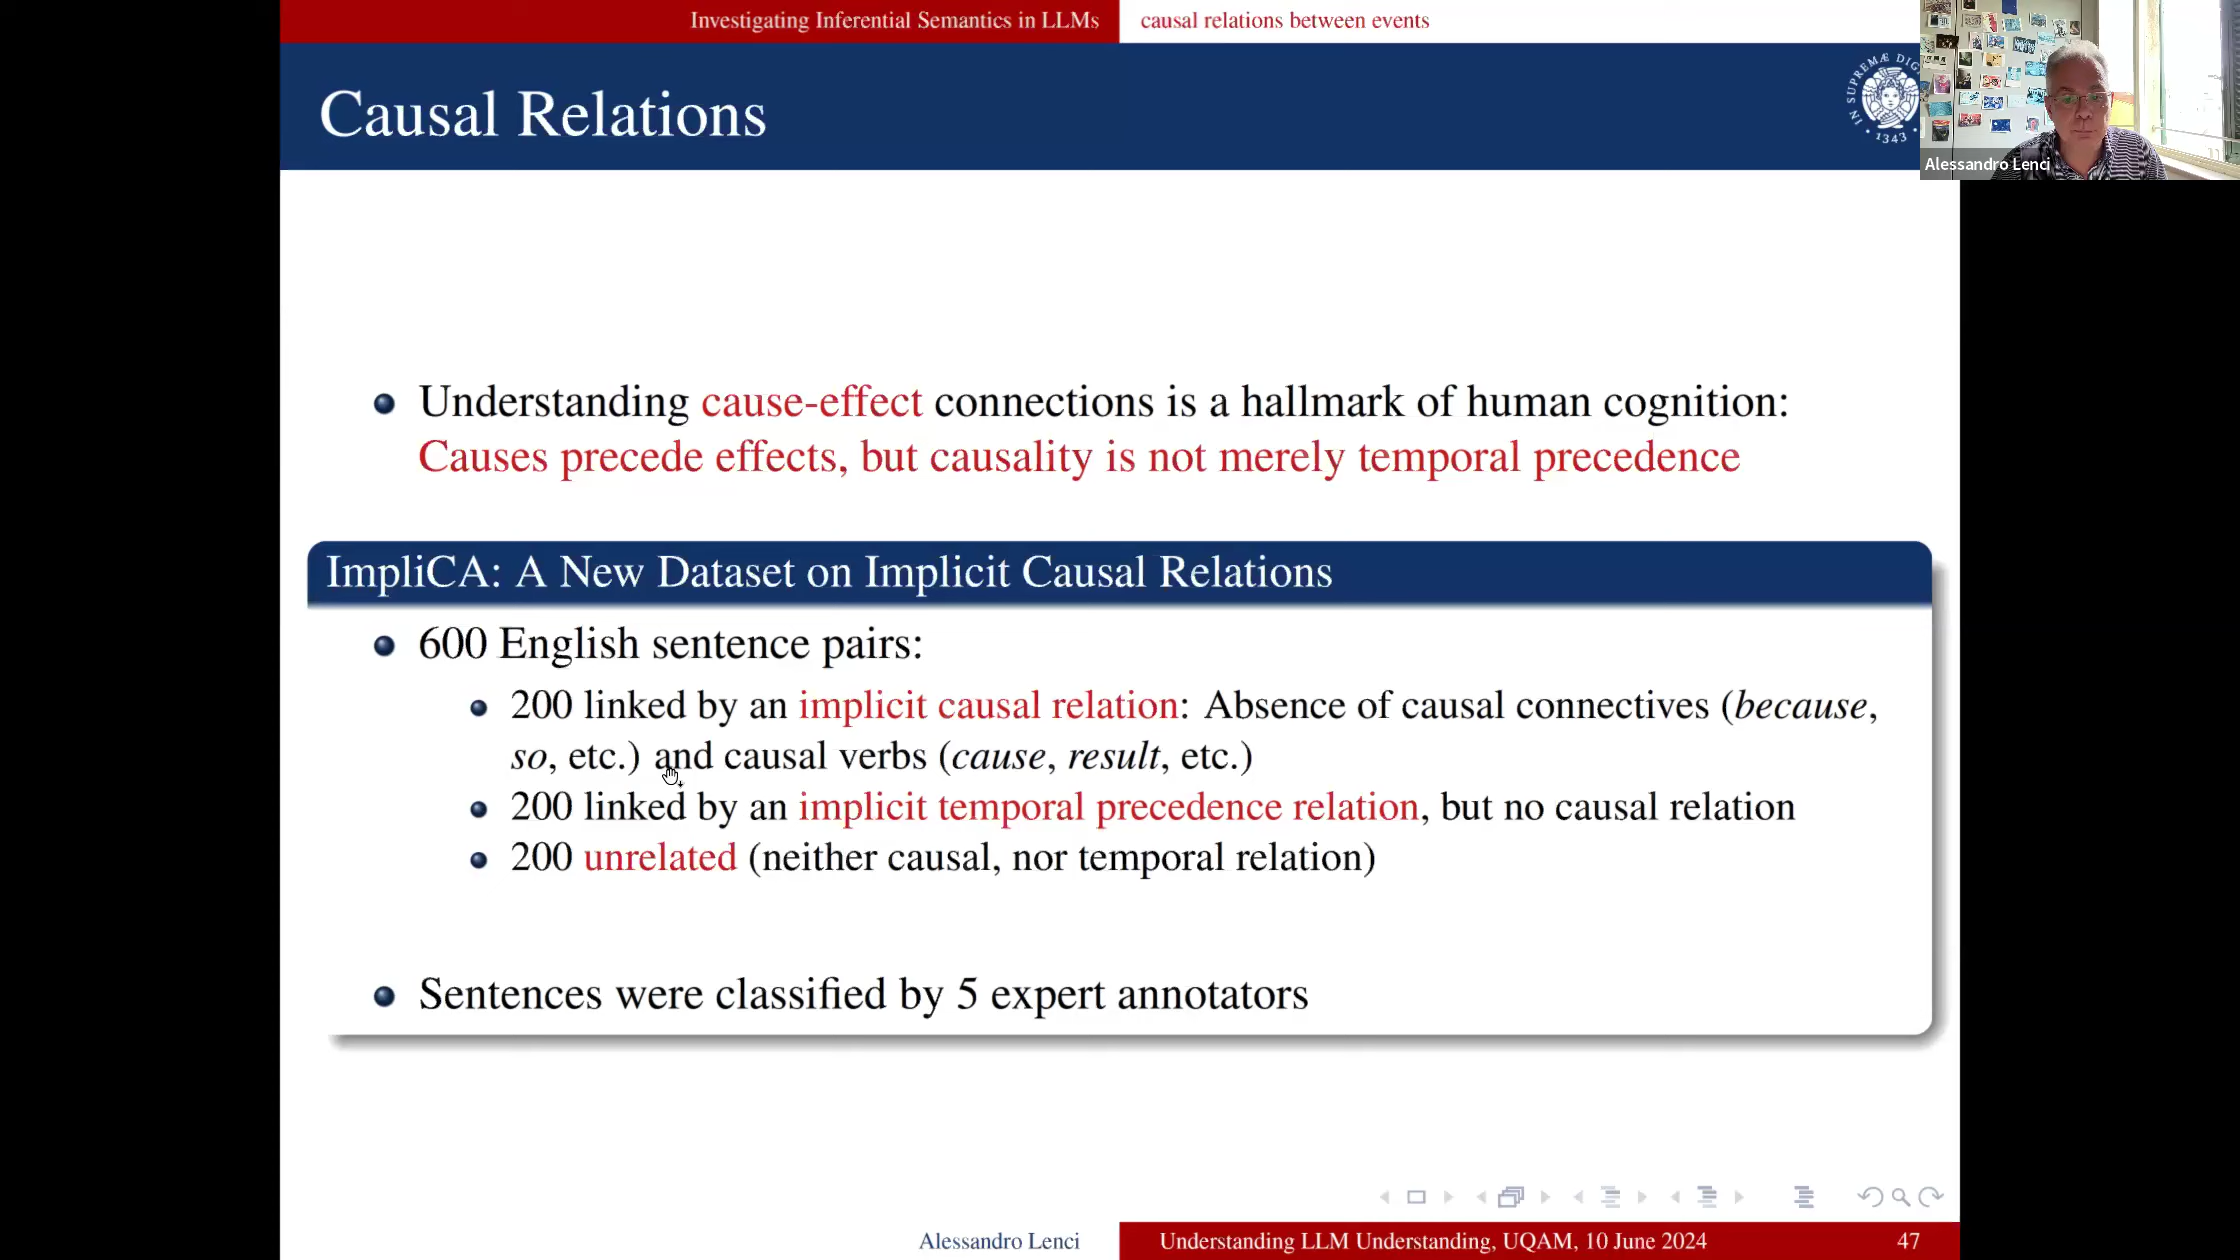 Investigating Inferential Semantics in LLMs
causal relations between events
Causal Relations
IN SUPREMÆ DIG
• 1343 •
Alessandro Lenci
Understanding cause-effect connections is a hallmark of human cognition:
Causes precede effects, but causality is not merely temporal precedence
ImpliCA: A New Dataset on Implicit Causal Relations
600 English sentence pairs:
200 linked by an implicit causal relation: Absence of causal connectives (because,
so, etc.) and causal verbs (cause, result, etc.)
200 linked by an implicit temporal precedence relation, but no causal relation
200 unrelated (neither causal, nor temporal relation)
Sentences were classified by 5 expert annotators
Alessandro Lenci
Understanding LLM Understanding, UQAM, 10 June 2024
47